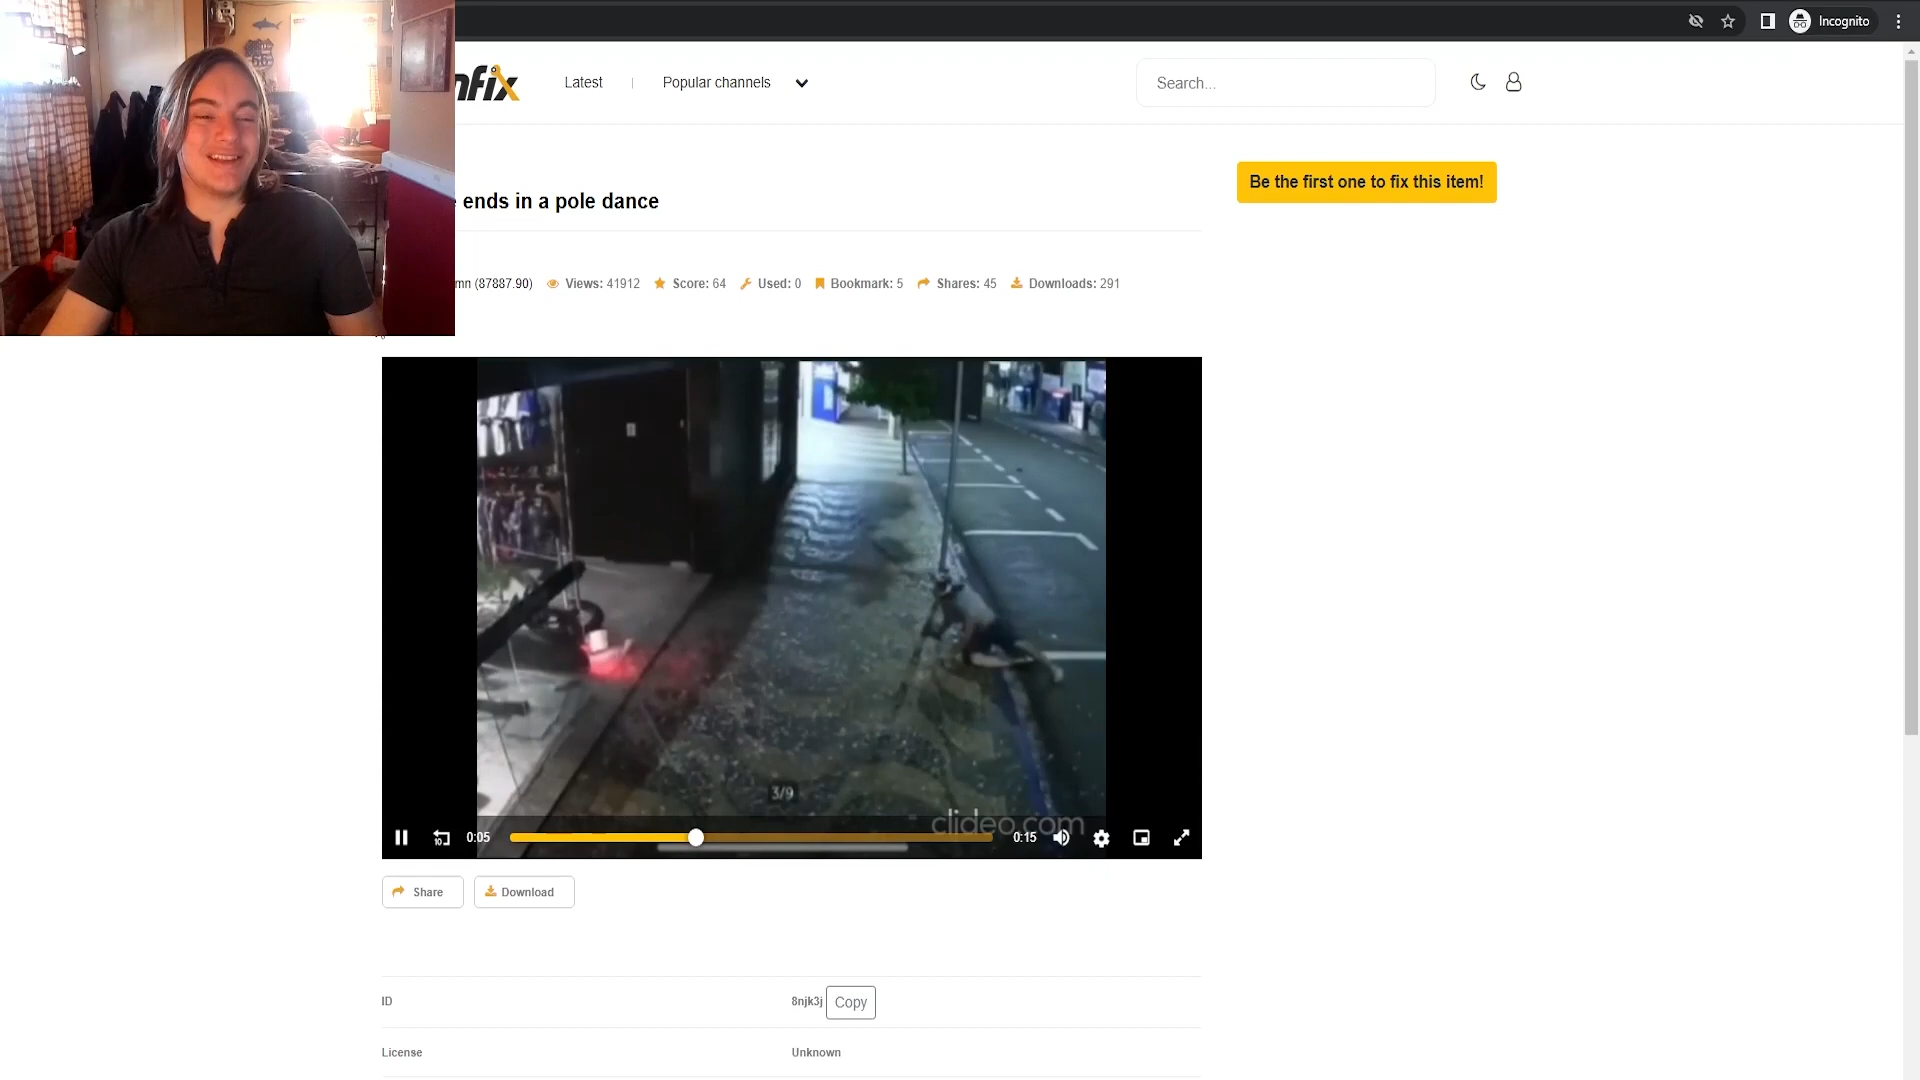 Incognito
nfix
Latest
Popular channels
Search...
Be the first one to fix this item!
ends in a pole dance
mn (87887.90)
Views: 41912
Score: 64
Used: 0
Bookmark: 5
Shares: 45
Downloads: 291
3/9
clideo.com
10
0:05
0:15
Share
Download
ID
8njk3j
Copy
License
Unknown